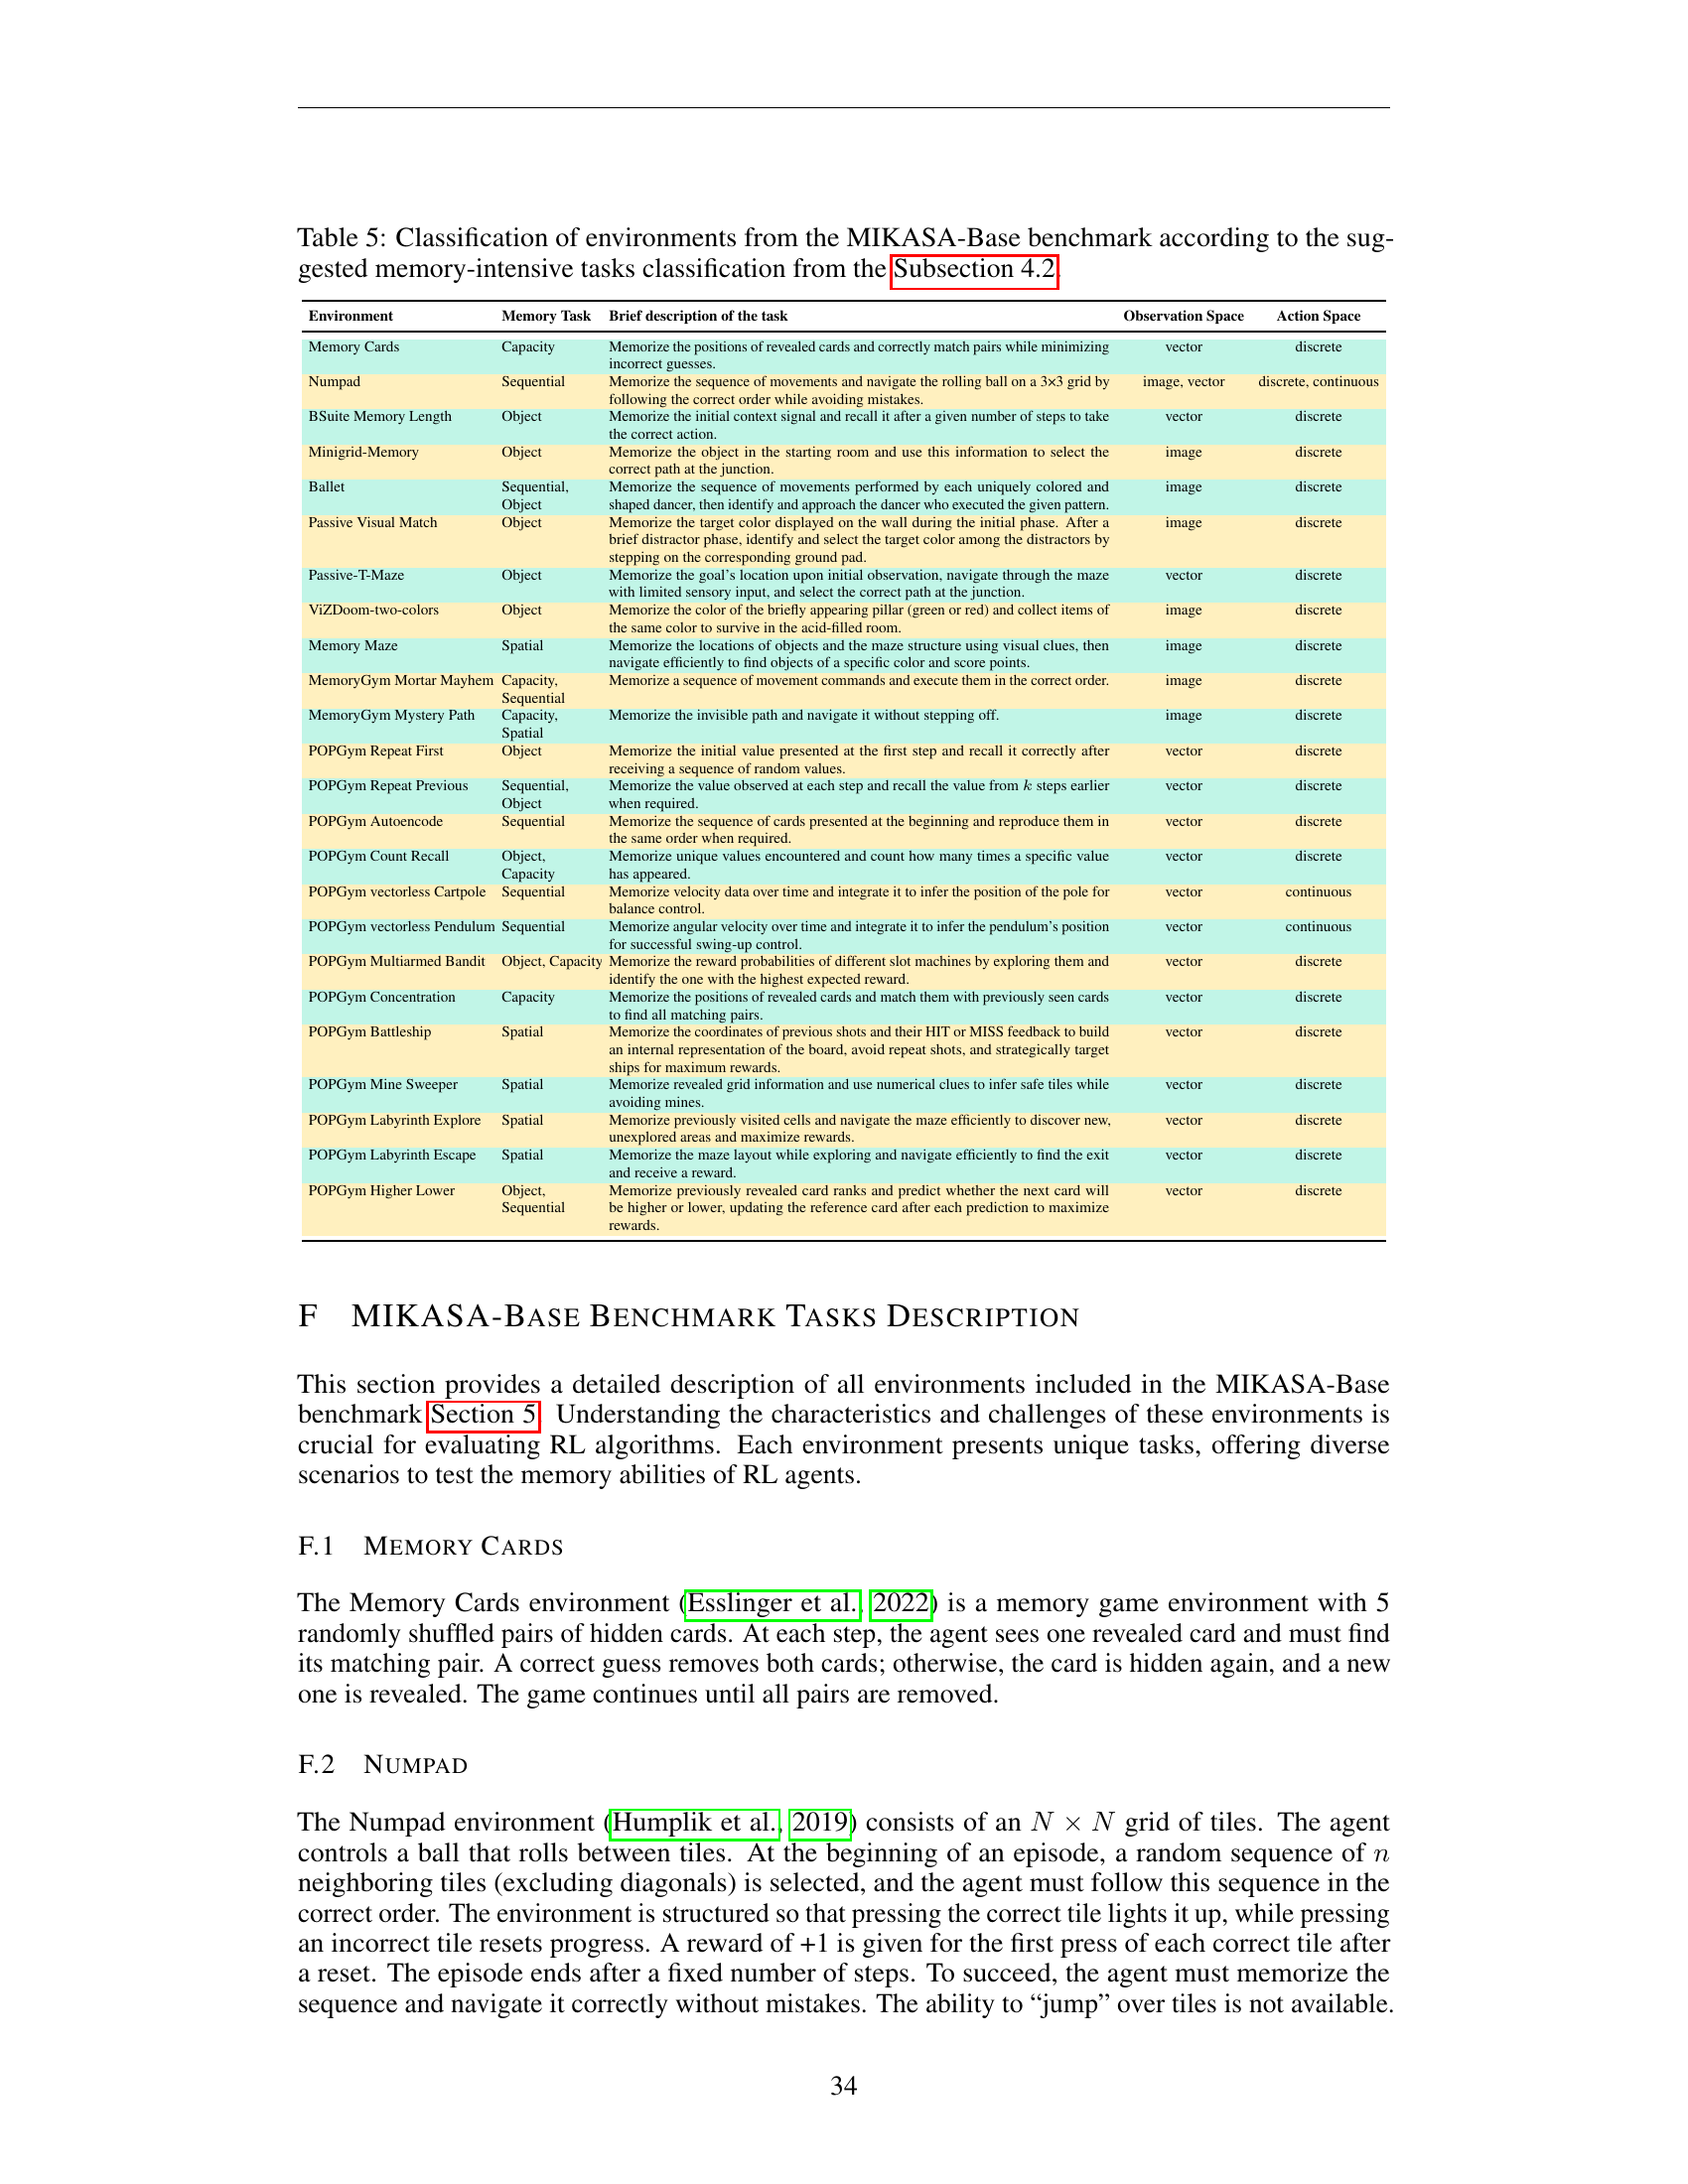 Table 5: Classification of environments from the MIKASA-Base benchmark according to the sug-
gested memory-intensive tasks classification from the Subsection 4.2.
Environment Memory Task Brief description of the task Observation Space Action Space
Memory Cards Capacity Memorize the positions of revealed cards and correctly match pairs while minimizing vector discrete
incorrect guesses.
Numpad Sequential Memorize the sequence of movements and navigate the rolling ball on a 3×3 grid by image, vector discrete, continuous
following the correct order while avoiding mistakes.
BSuite Memory Length Object Memorize the initial context signal and recall it after a given number of steps to take vector discrete
the correct action.
Minigrid-Memory Object Memorize the object in the starting room and use this information to select the image discrete
correct path at the junction.
Ballet Sequential, Memorize the sequence of movements performed by each uniquely colored and image discrete
Object shaped dancer, then identify and approach the dancer who executed the given pattern.
Passive Visual Match Object Memorize the target color displayed on the wall during the initial phase. After a image discrete
brief distractor phase, identify and select the target color among the distractors by
stepping on the corresponding ground pad.
Passive-T-Maze Object Memorize the goal's location upon initial observation, navigate through the maze vector discrete
with limited sensory input, and select the correct path at the junction.
ViZDoom-two-colors Object Memorize the color of the briefly appearing pillar (green or red) and collect items of image discrete
the same color to survive in the acid-filled room.
Memory Maze Spatial Memorize the locations of objects and the maze structure using visual clues, then image discrete
navigate efficiently to find objects of a specific color and score points.
MemoryGym Mortar Mayhem Capacity, Memorize a sequence of movement commands and execute them in the correct order. image discrete
Sequential
MemoryGym Mystery Path Capacity, Memorize the invisible path and navigate it without stepping off. image discrete
Spatial
POPGym Repeat First Object Memorize the initial value presented at the first step and recall it correctly after vector discrete
receiving a sequence of random values.
POPGym Repeat Previous Sequential, Memorize the value observed at each step and recall the value from k steps earlier vector discrete
Object when required.
POPGym Autoencode Sequential Memorize the sequence of cards presented at the beginning and reproduce them in vector discrete
the same order when required.
POPGym Count Recall Object, Memorize unique values encountered and count how many times a specific value vector discrete
Capacity has appeared.
POPGym vectorless Cartpole Sequential Memorize velocity data over time and integrate it to infer the position of the pole for vector continuous
balance control.
POPGym vectorless Pendulum Sequential Memorize angular velocity over time and integrate it to infer the pendulum's position vector continuous
for successful swing-up control.
POPGym Multiarmed Bandit Object, Capacity Memorize the reward probabilities of different slot machines by exploring them and vector discrete
identify the one with the highest expected reward.
POPGym Concentration Capacity Memorize the positions of revealed cards and match them with previously seen cards vector discrete
to find all matching pairs.
POPGym Battleship Spatial Memorize the coordinates of previous shots and their HIT or MISS feedback to build vector discrete
an internal representation of the board, avoid repeat shots, and strategically target
ships for maximum rewards.
POPGym Mine Sweeper Spatial Memorize revealed grid information and use numerical clues to infer safe tiles while vector discrete
avoiding mines.
POPGym Labyrinth Explore Spatial Memorize previously visited cells and navigate the maze efficiently to discover new, vector discrete
unexplored areas and maximize rewards.
POPGym Labyrinth Escape Spatial Memorize the maze layout while exploring and navigate efficiently to find the exit vector discrete
and receive a reward.
POPGym Higher Lower Object, Memorize previously revealed card ranks and predict whether the next card will vector discrete
Sequential be higher or lower, updating the reference card after each prediction to maximize
rewards.
F MIKASA-BASE BENCHMARK TASKS DESCRIPTION
This section provides a detailed description of all environments included in the MIKASA-Base
benchmark Section 5. Understanding the characteristics and challenges of these environments is
crucial for evaluating RL algorithms. Each environment presents unique tasks, offering diverse
scenarios to test the memory abilities of RL agents.
F.1 MEMORY CARDS
The Memory Cards environment (Esslinger et al., 2022) is a memory game environment with 5
randomly shuffled pairs of hidden cards. At each step, the agent sees one revealed card and must find
its matching pair. A correct guess removes both cards; otherwise, the card is hidden again, and a new
one is revealed. The game continues until all pairs are removed.
F.2 NUMPAD
The Numpad environment (Humplik et al., 2019) consists of an N × N grid of tiles. The agent
controls a ball that rolls between tiles. At the beginning of an episode, a random sequence of n
neighboring tiles (excluding diagonals) is selected, and the agent must follow this sequence in the
correct order. The environment is structured so that pressing the correct tile lights it up, while pressing
an incorrect tile resets progress. A reward of +1 is given for the first press of each correct tile after
a reset. The episode ends after a fixed number of steps. To succeed, the agent must memorize the
sequence and navigate it correctly without mistakes. The ability to “jump” over tiles is not available.
34